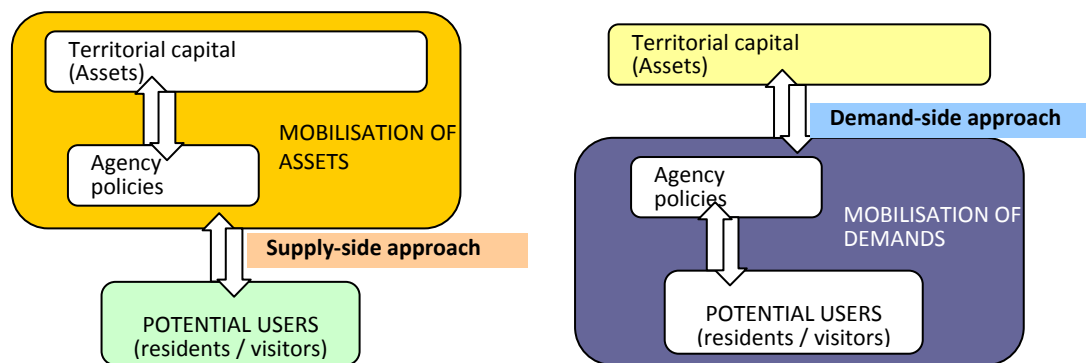 Territorial capital
(Assets)
MOBILISATION OF
ASSETS
Agency
policies
Supply-side approach
POTENTIAL USERS
(residents / visitors)
Territorial capital
(Assets)
Demand-side approach
Agency
policies
MOBILISATION OF
DEMANDS
POTENTIAL USERS
(residents / visitors)